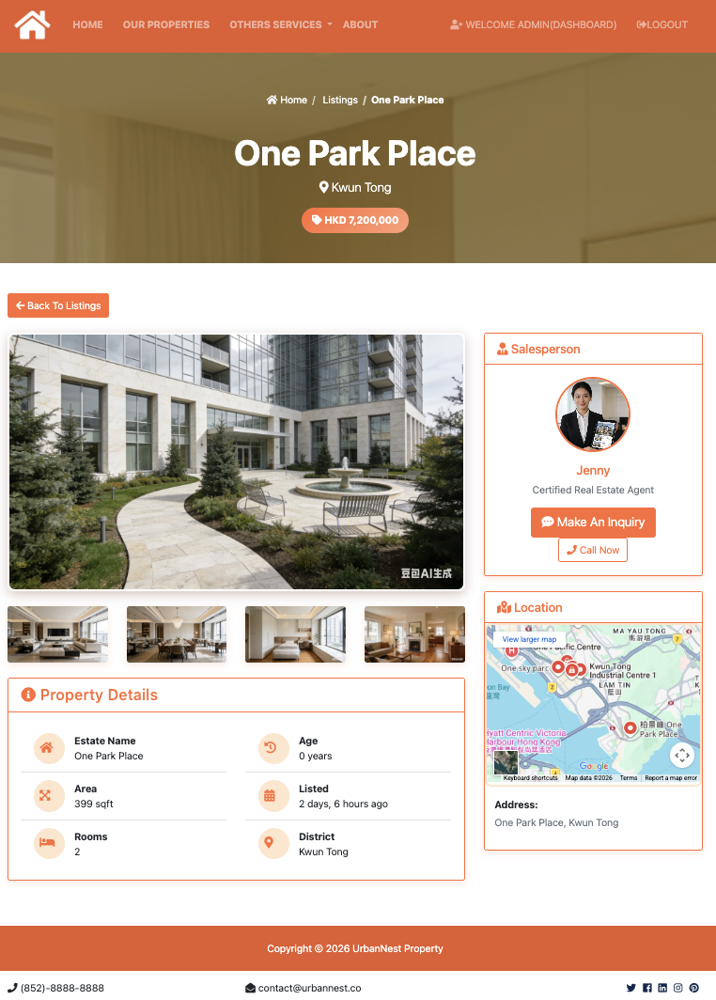 HOME OUR PROPERTIES OTHERS SERVICES ABOUT WELCOME ADMIN(DASHBOARD) LOGOUT
Home / Listings / One Park Place
One Park Place
Kwun Tong
HKD 7,200,000
Back To Listings
豆包AI生成
Property Details
Estate Name
One Park Place
Age
0 years
Area
399 sqft
Listed
2 days, 6 hours ago
Rooms
2
District
Kwun Tong
Salesperson
Jenny
Certified Real Estate Agent
Make An Inquiry
Call Now
Location
View larger map
MA YAU TONG
馬游塘
One Pacific Centre
One sky parc
Kwun Tong
Industrial Centre 1
LAM TIN
藍田
on Bay
柏景峰 One
Park Place
Hyatt Centric Victoria
Harbour Hong Kong
Google
Keyboard shortcuts Map data ©2026 Terms Report a map error
Address:
One Park Place, Kwun Tong
Copyright © 2026 UrbanNest Property
(852)-8888-8888 contact@urbannest.co